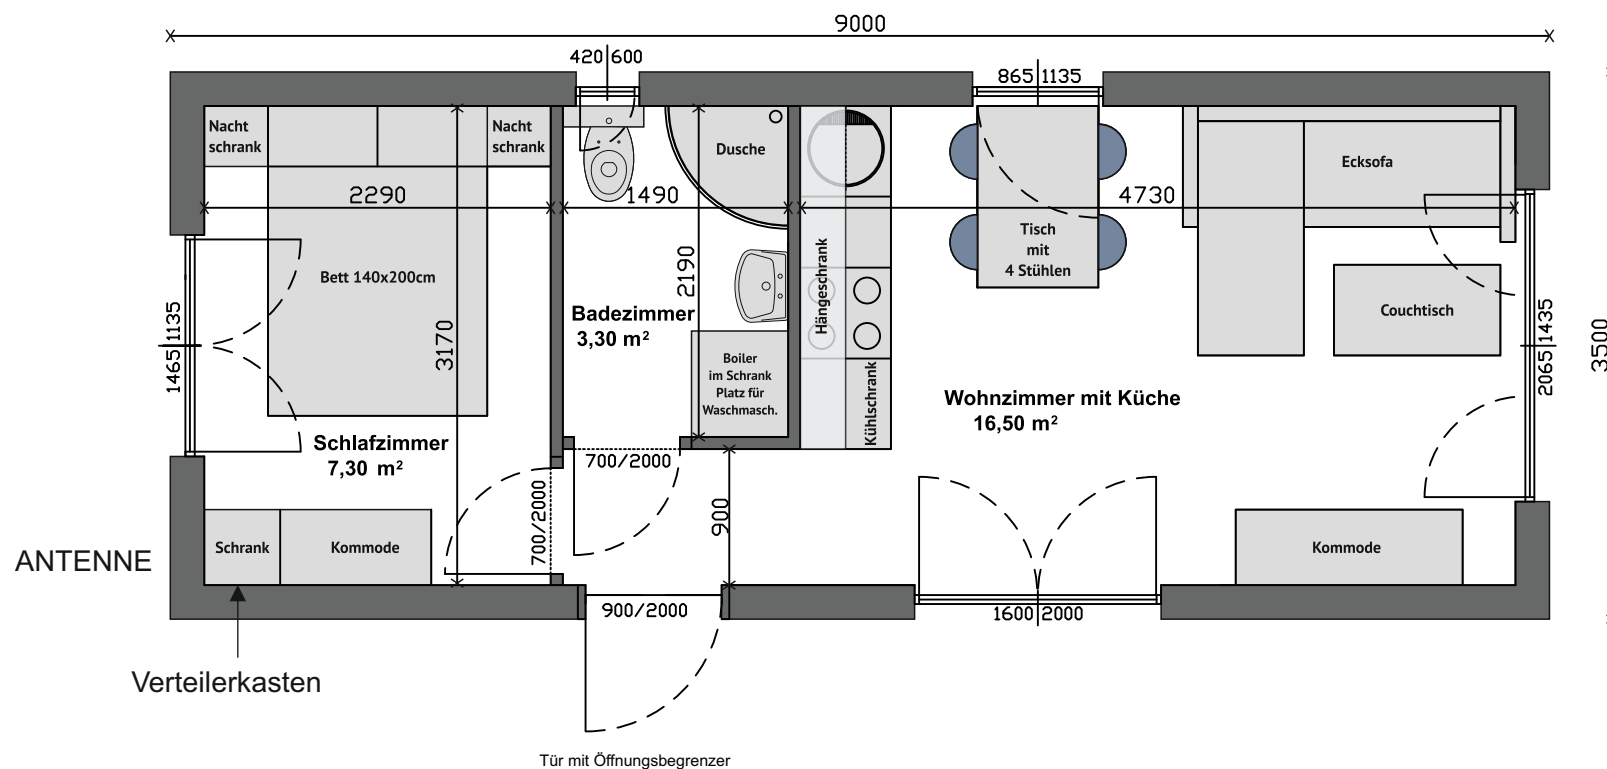 9000
420 600
865 1135
Nacht
schrank
Nacht
schrank
Dusche
Ecksofa
2290
1490
4730
Tisch
mit
4 Stühlen
Bett 140x200cm
2190
Hängeschrank
Couchtisch
1465 1135
3170
Badezimmer
3,30 m²
2065 1435
3500
Boiler
im Schrank
Platz für
Waschmasch.
Kühlschrank
Wohnzimmer mit Küche
16,50 m²
Schlafzimmer
7,30 m²
700/2000
700/2000
900
ANTENNE
Schrank
Kommode
Kommode
900/2000
1600 2000
Verteilerkasten
Tür mit Öffnungsbegrenzer